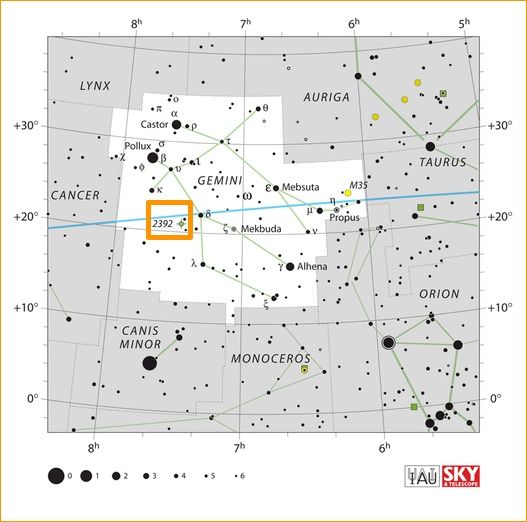 8ʰ 7ʰ 6ʰ 5ʰ
LYNX
AURIGA
π ο θ
α
Castor ρ
+30° +30°
τ
σ
Pollux
χ β ι
φ υ
TAURUS
GEMINI
κ ε Mebsuta M35
CANCER ω
η
μ
Propus
+20° +20°
2392 δ
ζ Mekbuda
ν
λ γ Alhena
ξ
ORION
+10° +10°
CANIS
MINOR
MONOCEROS
0° 0°
8ʰ 7ʰ 6ʰ
0 1 2 3 4 5 6
IAU SKY
& TELESCOPE